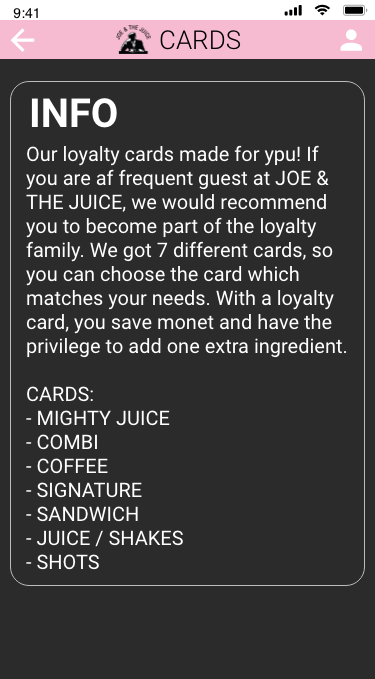 9:41
JOE & THE JUICE
CARDS
INFO
Our loyalty cards made for ypu! If
you are af frequent guest at JOE &
THE JUICE, we would recommend
you to become part of the loyalty
family. We got 7 different cards, so
you can choose the card which
matches your needs. With a loyalty
card, you save monet and have the
privilege to add one extra ingredient.
CARDS:
- MIGHTY JUICE
- COMBI
- COFFEE
- SIGNATURE
- SANDWICH
- JUICE / SHAKES
- SHOTS